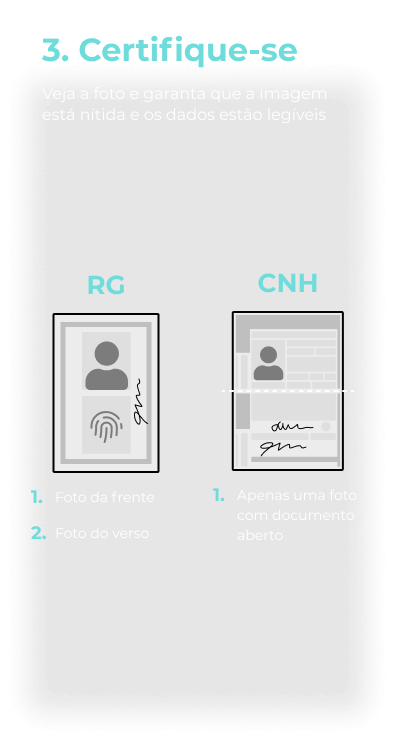 3. Certifique-se
Veja a foto e garanta que a imagem
está nítida e os dados estão legíveis
RG
CNH
1. Foto da frente
2. Foto do verso
1. Apenas uma foto
com documento
aberto